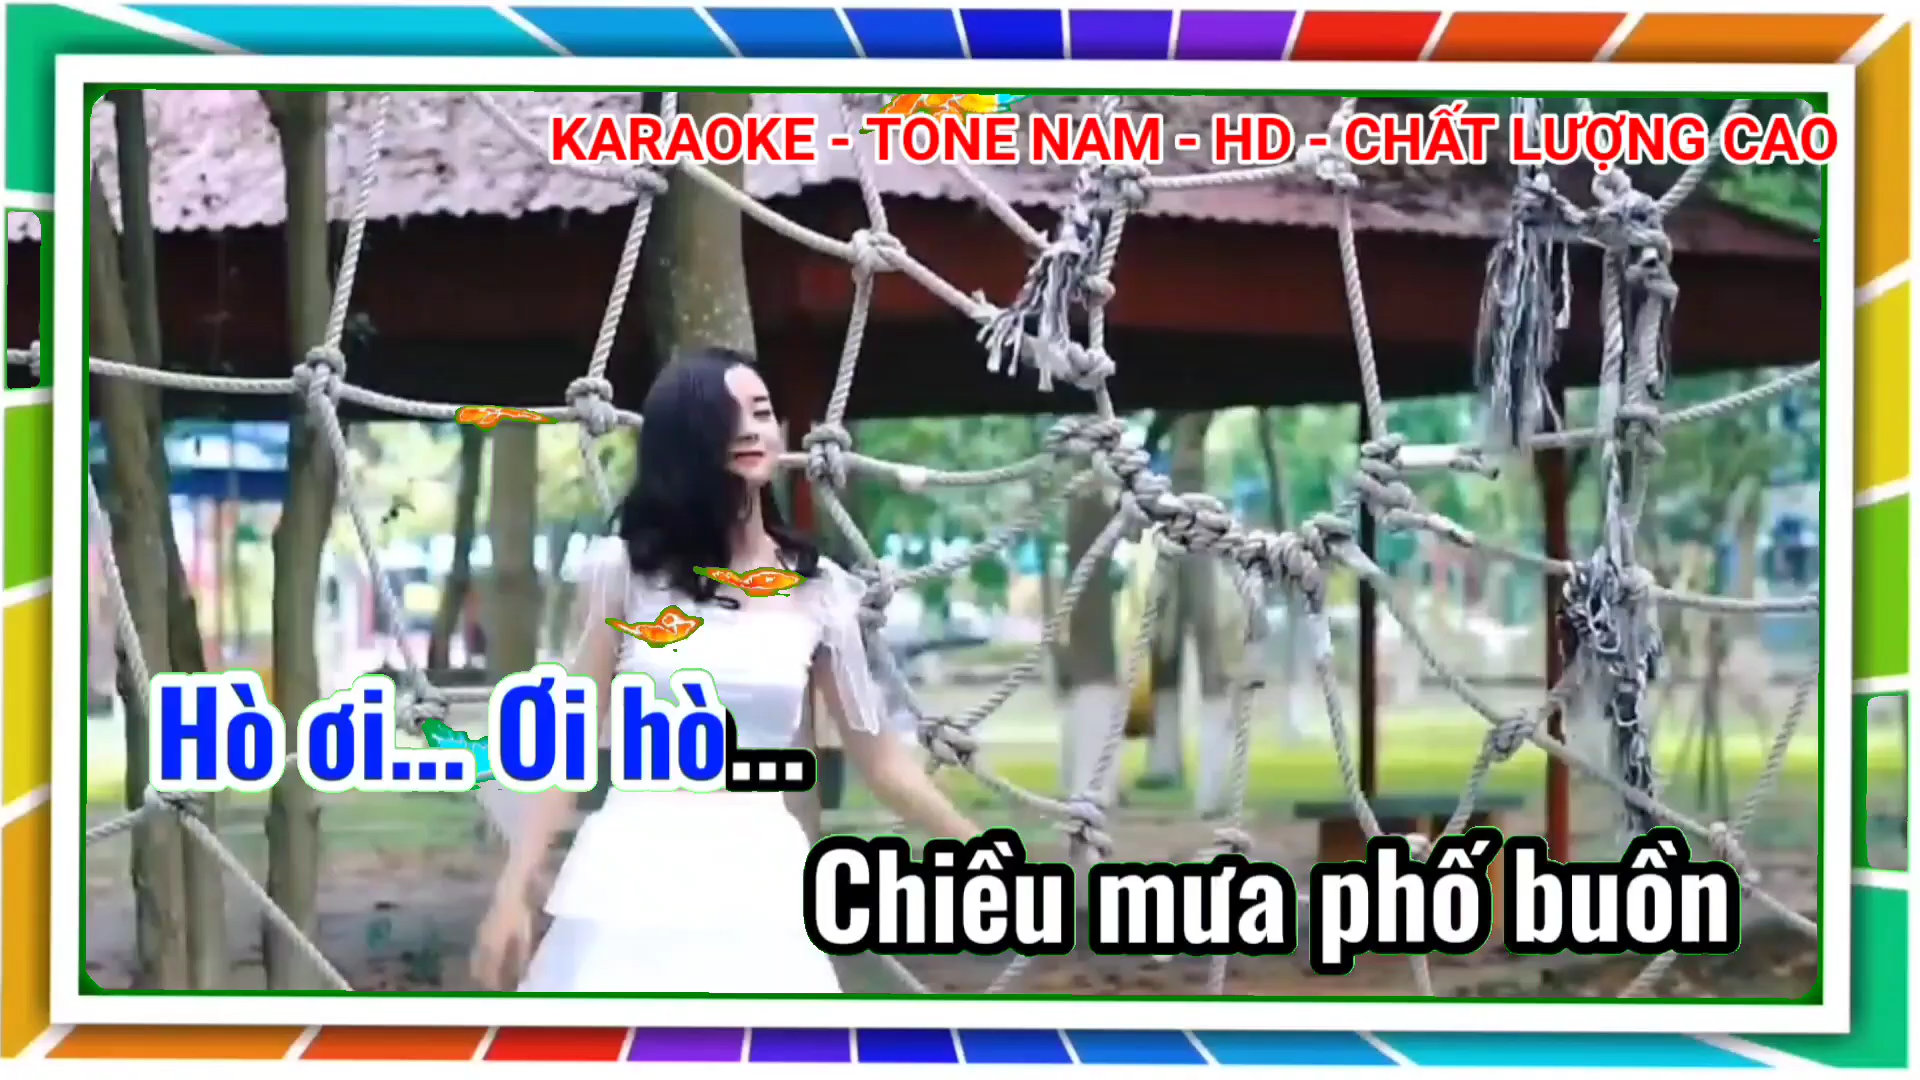 KARAOKE - TONE NAM - HD - CHẤT LƯỢNG CAO
Hò ơi... Ơi hò...
Chiều mưa phố buồn